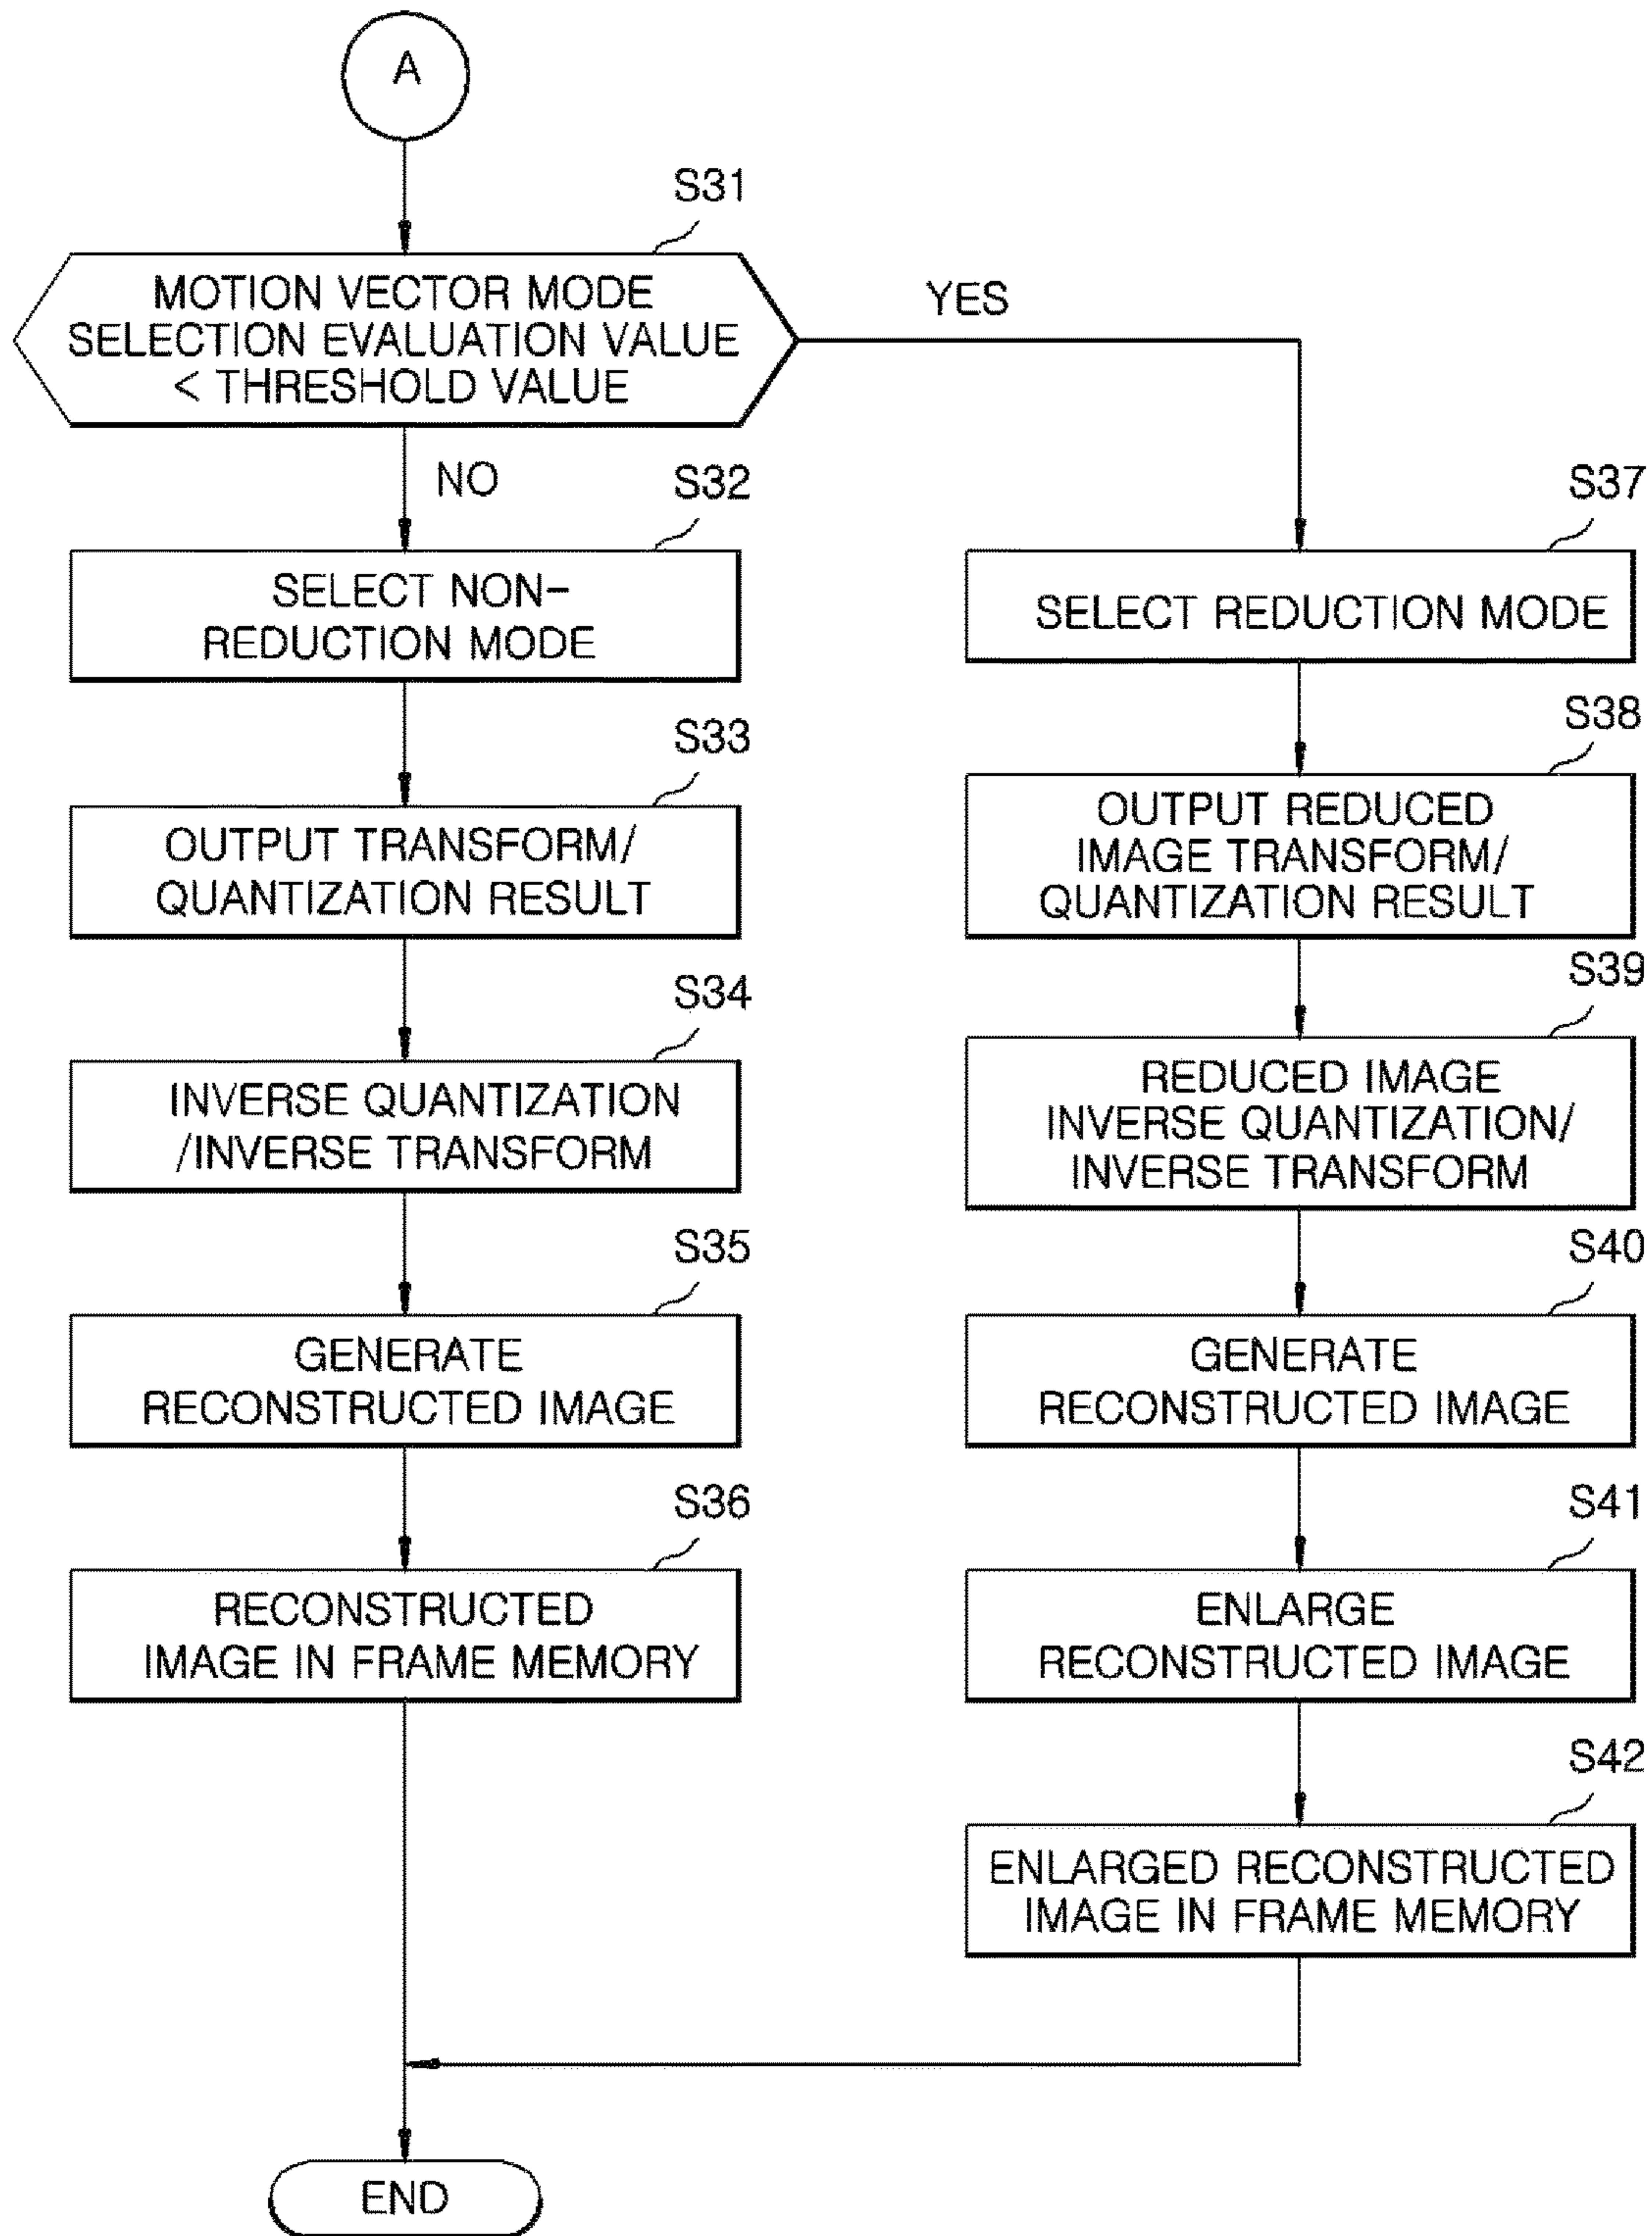 A
S31
MOTION VECTOR MODE
SELECTION EVALUATION VALUE
< THRESHOLD VALUE
YES
NO
S32
SELECT NON-
REDUCTION MODE
S33
OUTPUT TRANSFORM/
QUANTIZATION RESULT
S34
INVERSE QUANTIZATION
/INVERSE TRANSFORM
S35
GENERATE
RECONSTRUCTED IMAGE
S36
RECONSTRUCTED
IMAGE IN FRAME MEMORY
S37
SELECT REDUCTION MODE
S38
OUTPUT REDUCED
IMAGE TRANSFORM/
QUANTIZATION RESULT
S39
REDUCED IMAGE
INVERSE QUANTIZATION/
INVERSE TRANSFORM
S40
GENERATE
RECONSTRUCTED IMAGE
S41
ENLARGE
RECONSTRUCTED IMAGE
S42
ENLARGED RECONSTRUCTED
IMAGE IN FRAME MEMORY
END